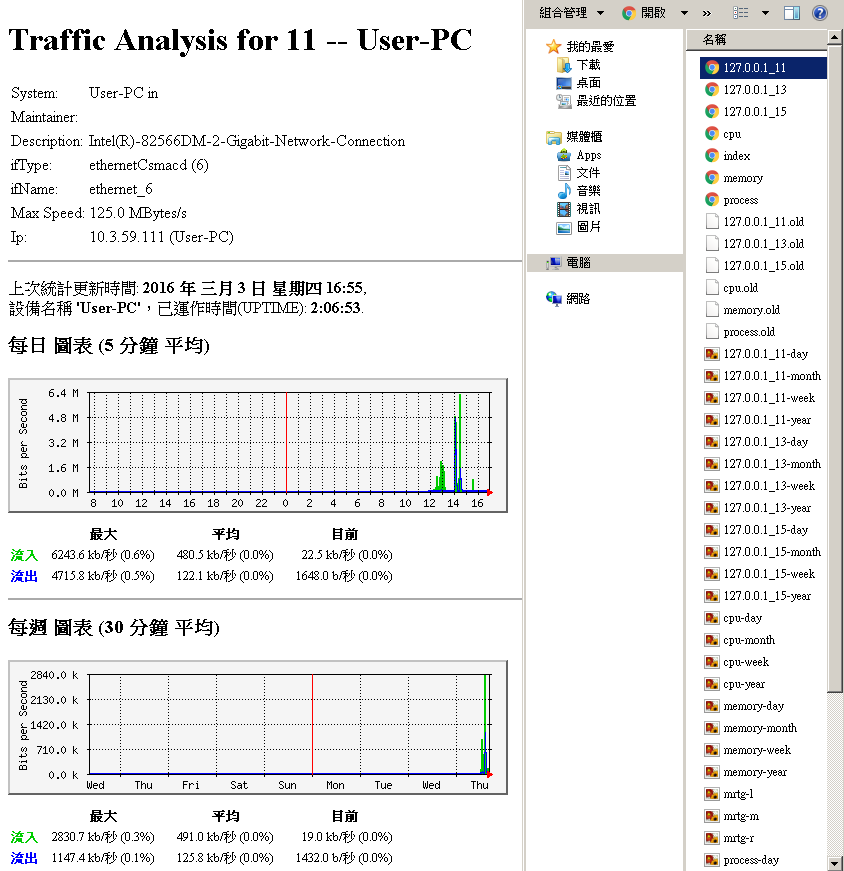 Traffic Analysis for 11 -- User-PC
System: User-PC in
Maintainer:
Description: Intel(R)-82566DM-2-Gigabit-Network-Connection
ifType: ethernetCsmacd (6)
ifName: ethernet_6
Max Speed: 125.0 MBytes/s
Ip: 10.3.59.111 (User-PC)
上次統計更新時間: 2016 年 三月 3 日 星期四 16:55,
設備名稱 'User-PC'，已運作時間(UPTIME): 2:06:53.
每日 圖表 (5 分鐘 平均)
Bits per Second
6.4 M
4.8 M
3.2 M
1.6 M
0.0 M
8 10 12 14 16 18 20 22 0 2 4 6 8 10 12 14 16
最大 平均 目前
流入 6243.6 kb/秒 (0.6%) 480.5 kb/秒 (0.0%) 22.5 kb/秒 (0.0%)
流出 4715.8 kb/秒 (0.5%) 122.1 kb/秒 (0.0%) 1648.0 b/秒 (0.0%)
每週 圖表 (30 分鐘 平均)
Bits per Second
2840.0 k
2130.0 k
1420.0 k
710.0 k
0.0 k
Wed Thu Fri Sat Sun Mon Tue Wed Thu
最大 平均 目前
流入 2830.7 kb/秒 (0.3%) 491.0 kb/秒 (0.0%) 19.0 kb/秒 (0.0%)
流出 1147.4 kb/秒 (0.1%) 125.8 kb/秒 (0.0%) 1432.0 b/秒 (0.0%)
組合管理 開啟 »
我的最愛
下載
桌面
最近的位置
媒體櫃
Apps
文件
音樂
視訊
圖片
電腦
網路
名稱
127.0.0.1_11
127.0.0.1_13
127.0.0.1_15
cpu
index
memory
process
127.0.0.1_11.old
127.0.0.1_13.old
127.0.0.1_15.old
cpu.old
memory.old
process.old
127.0.0.1_11-day
127.0.0.1_11-month
127.0.0.1_11-week
127.0.0.1_11-year
127.0.0.1_13-day
127.0.0.1_13-month
127.0.0.1_13-week
127.0.0.1_13-year
127.0.0.1_15-day
127.0.0.1_15-month
127.0.0.1_15-week
127.0.0.1_15-year
cpu-day
cpu-month
cpu-week
cpu-year
memory-day
memory-month
memory-week
memory-year
mrtg-l
mrtg-m
mrtg-r
process-day